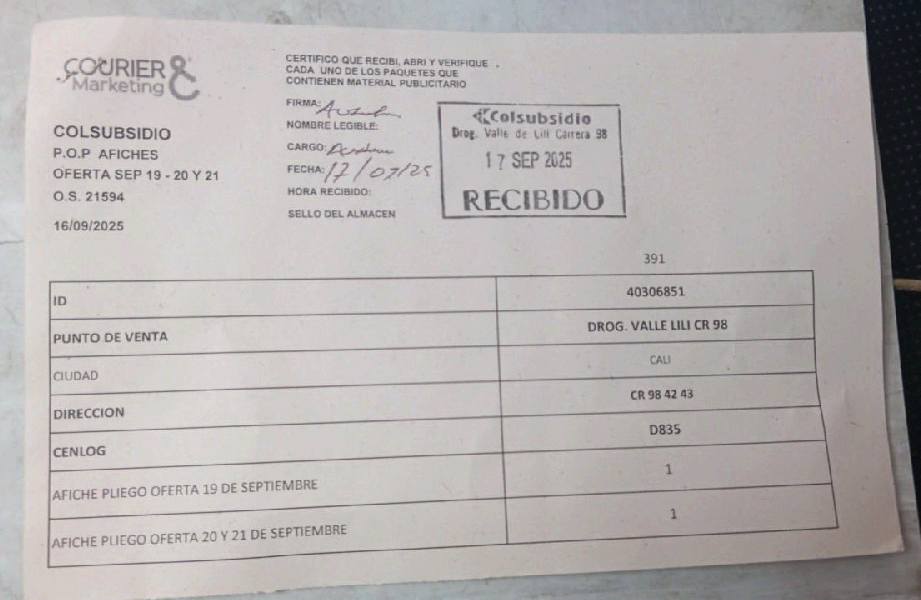 COURIER &
Marketing
COLSUBSIDIO
P.O.P AFICHES
OFERTA SEP 19 - 20 Y 21
O.S. 21594
16/09/2025
CERTIFICO QUE RECIBI, ABRI Y VERIFIQUE
CADA UNO DE LOS PAQUETES QUE
CONTIENEN MATERIAL PUBLICITARIO
FIRMA:
NOMBRE LEGIBLE:
CARGO:
FECHA: 17/07/25
HORA RECIBIDO:
SELLO DEL ALMACEN
Colsubsidio
Drog. Valle de Lili Carrera 98
17 SEP 2025
RECIBIDO
391
ID 40306851
PUNTO DE VENTA DROG. VALLE LILI CR 98
CIUDAD CALI
DIRECCION CR 98 42 43
CENLOG D835
AFICHE PLIEGO OFERTA 19 DE SEPTIEMBRE 1
AFICHE PLIEGO OFERTA 20 Y 21 DE SEPTIEMBRE 1